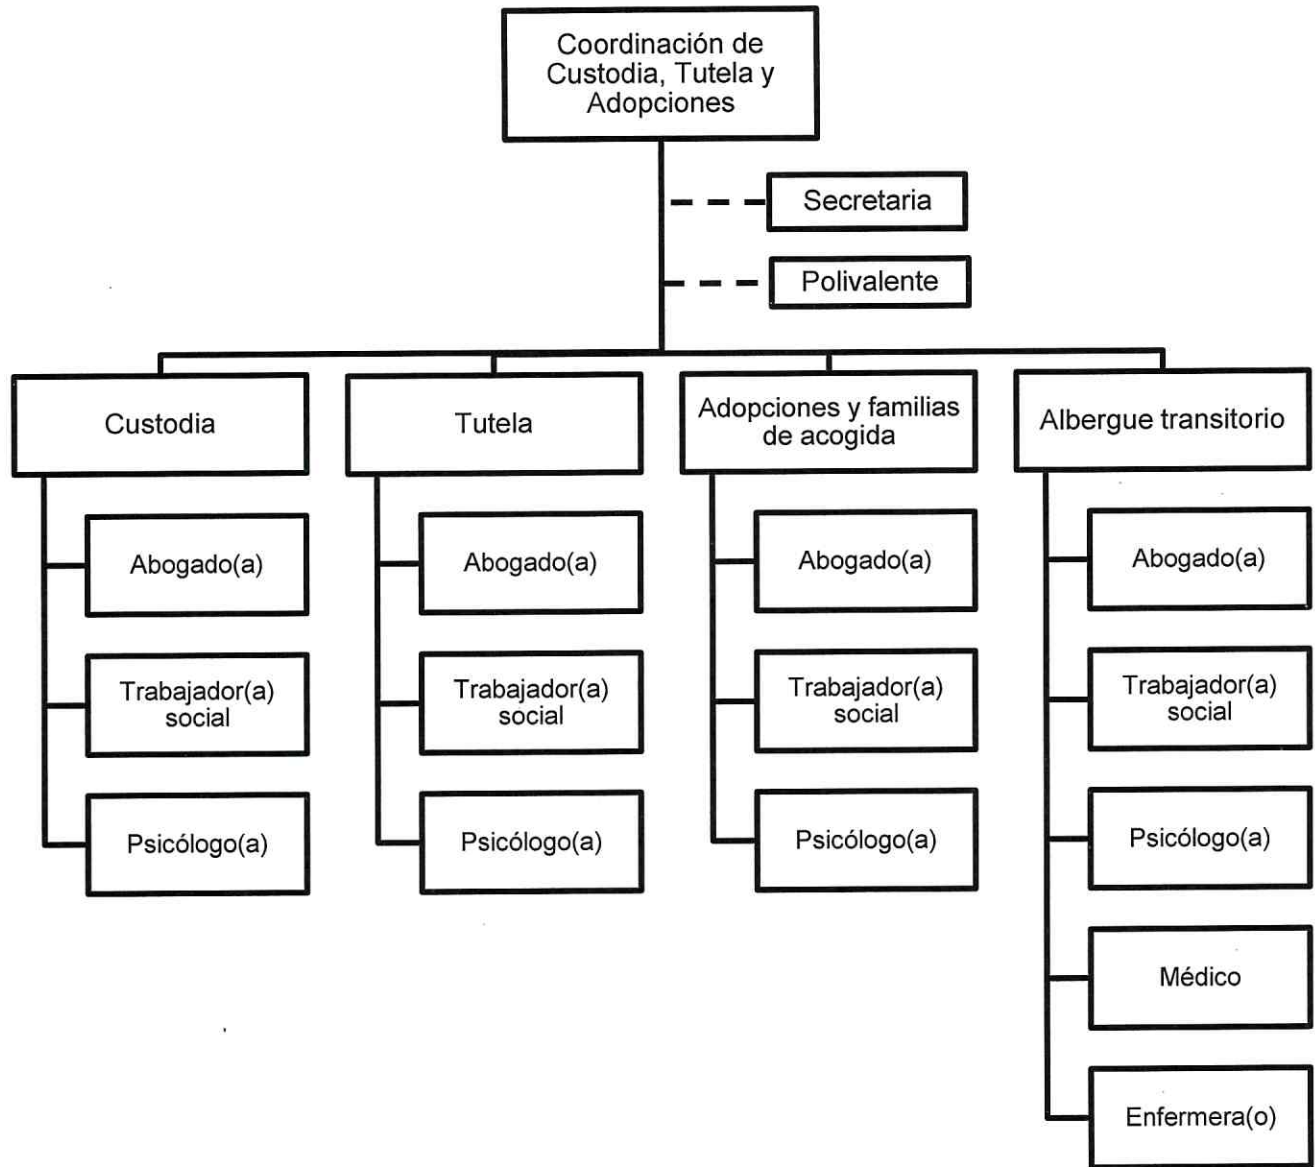 Coordinación de
Custodia, Tutela y
Adopciones
Secretaria
Polivalente
Custodia
Tutela
Adopciones y familias
de acogida
Albergue transitorio
Abogado(a)
Abogado(a)
Abogado(a)
Abogado(a)
Trabajador(a)
social
Trabajador(a)
social
Trabajador(a)
social
Trabajador(a)
social
Psicólogo(a)
Psicólogo(a)
Psicólogo(a)
Psicólogo(a)
Médico
Enfermera(o)